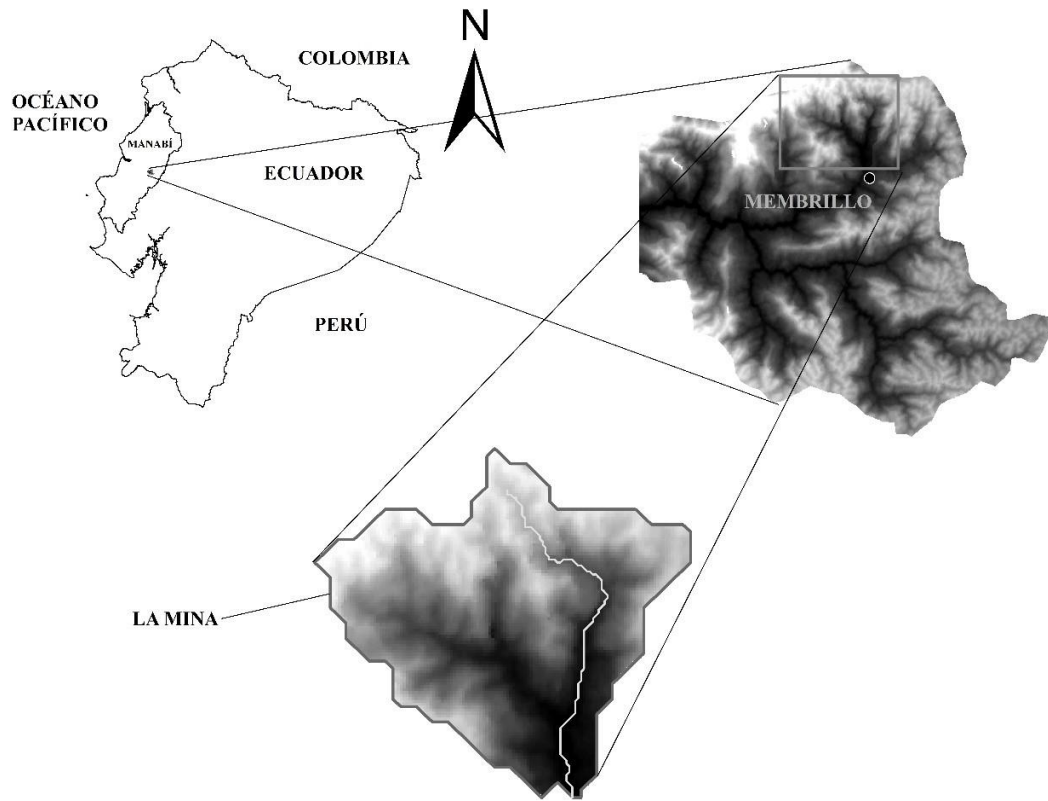 N
COLOMBIA
OCÉANO
PACÍFICO
MANABÍ
ECUADOR
MEMBRILLO
PERÚ
LA MINA